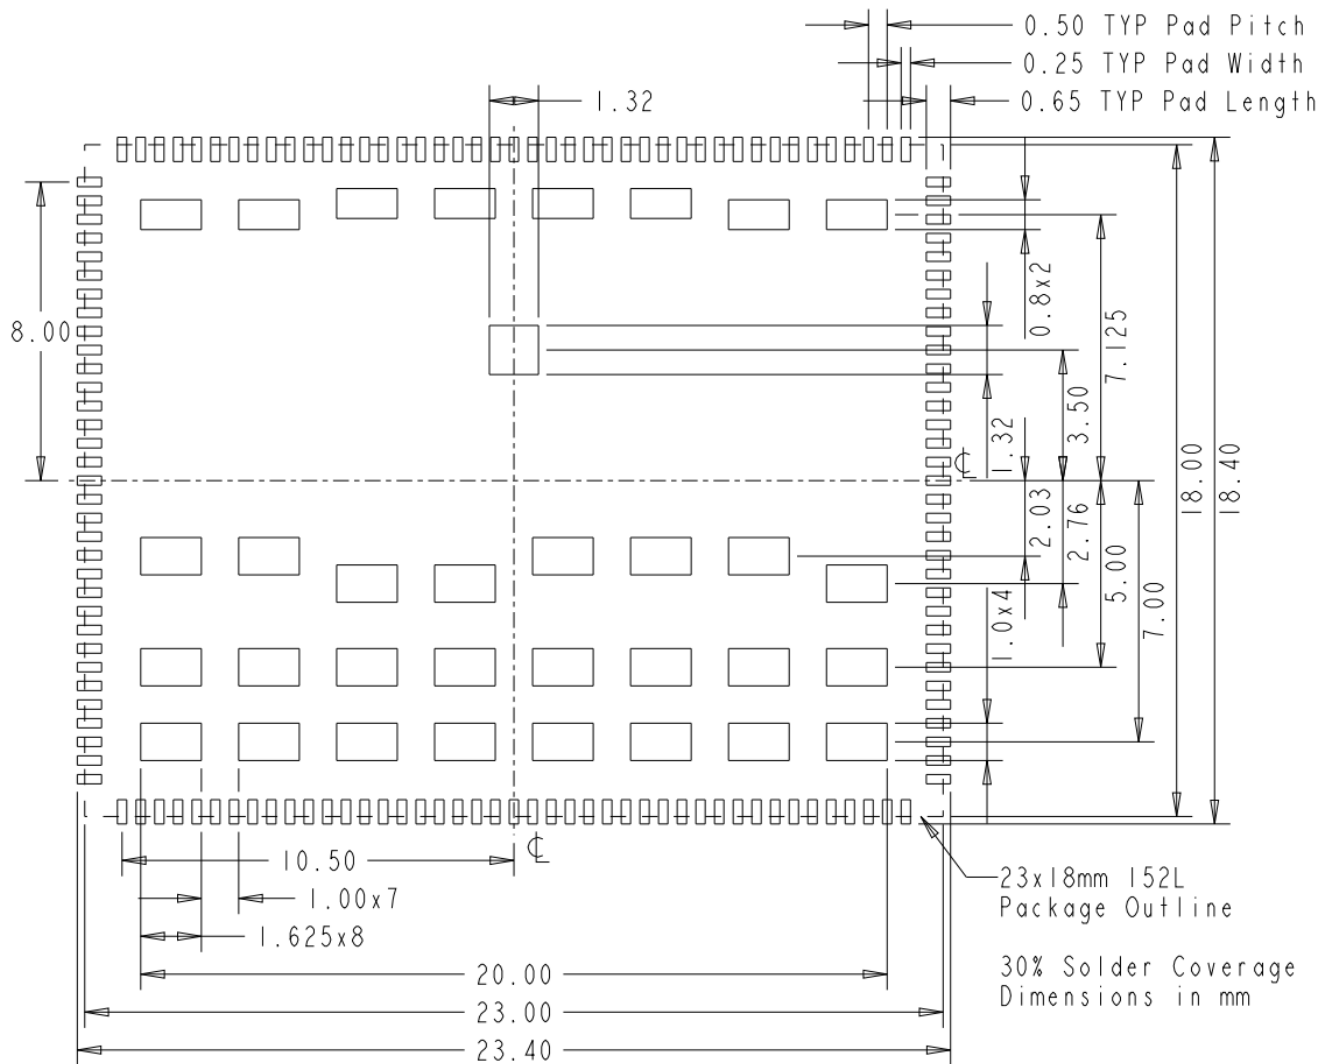 0.50 TYP Pad Pitch
0.25 TYP Pad Width
0.65 TYP Pad Length
1.32
8.00
0.8x2
7.125
3.50
1.32
18.00
18.40
℄
2.03
2.76
5.00
7.00
1.0x4
℄
10.50
1.00x7
1.625x8
20.00
23.00
23.40
23x18mm 152L
Package Outline
30% Solder Coverage
Dimensions in mm